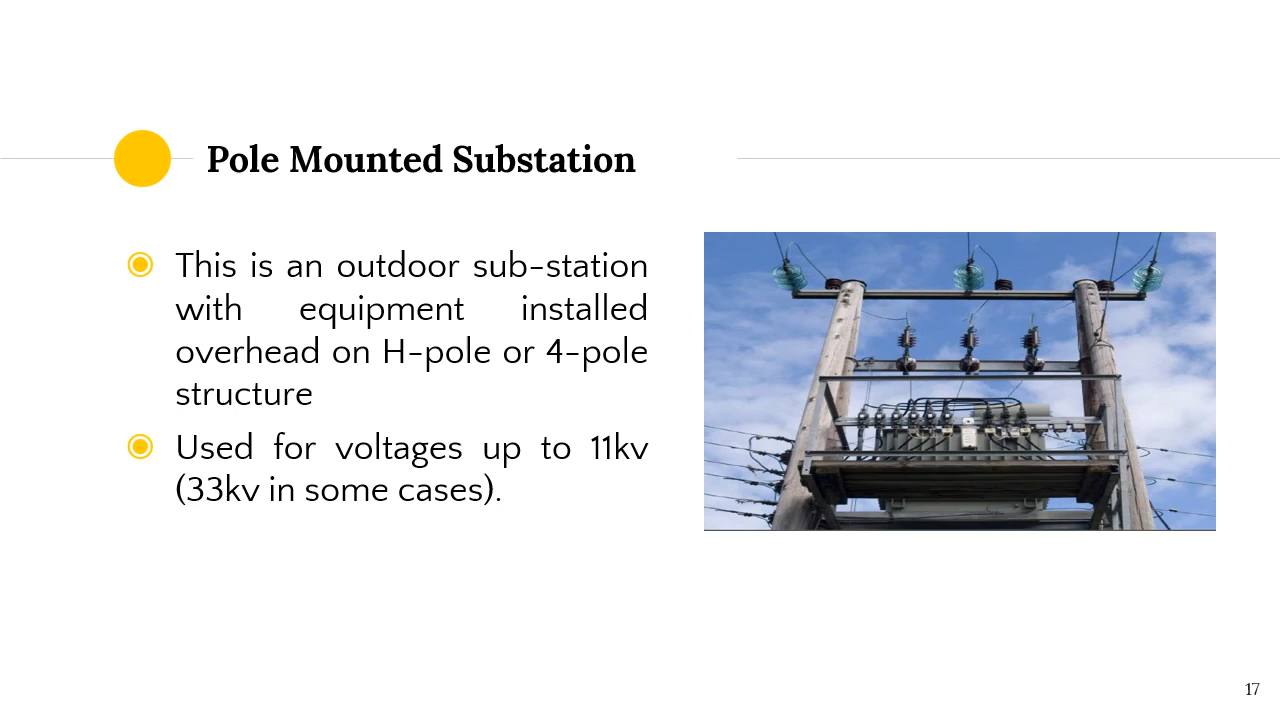 Pole Mounted Substation
This is an outdoor sub-station
with equipment installed
overhead on H-pole or 4-pole
structure
Used for voltages up to 11kv
(33kv in some cases).
17